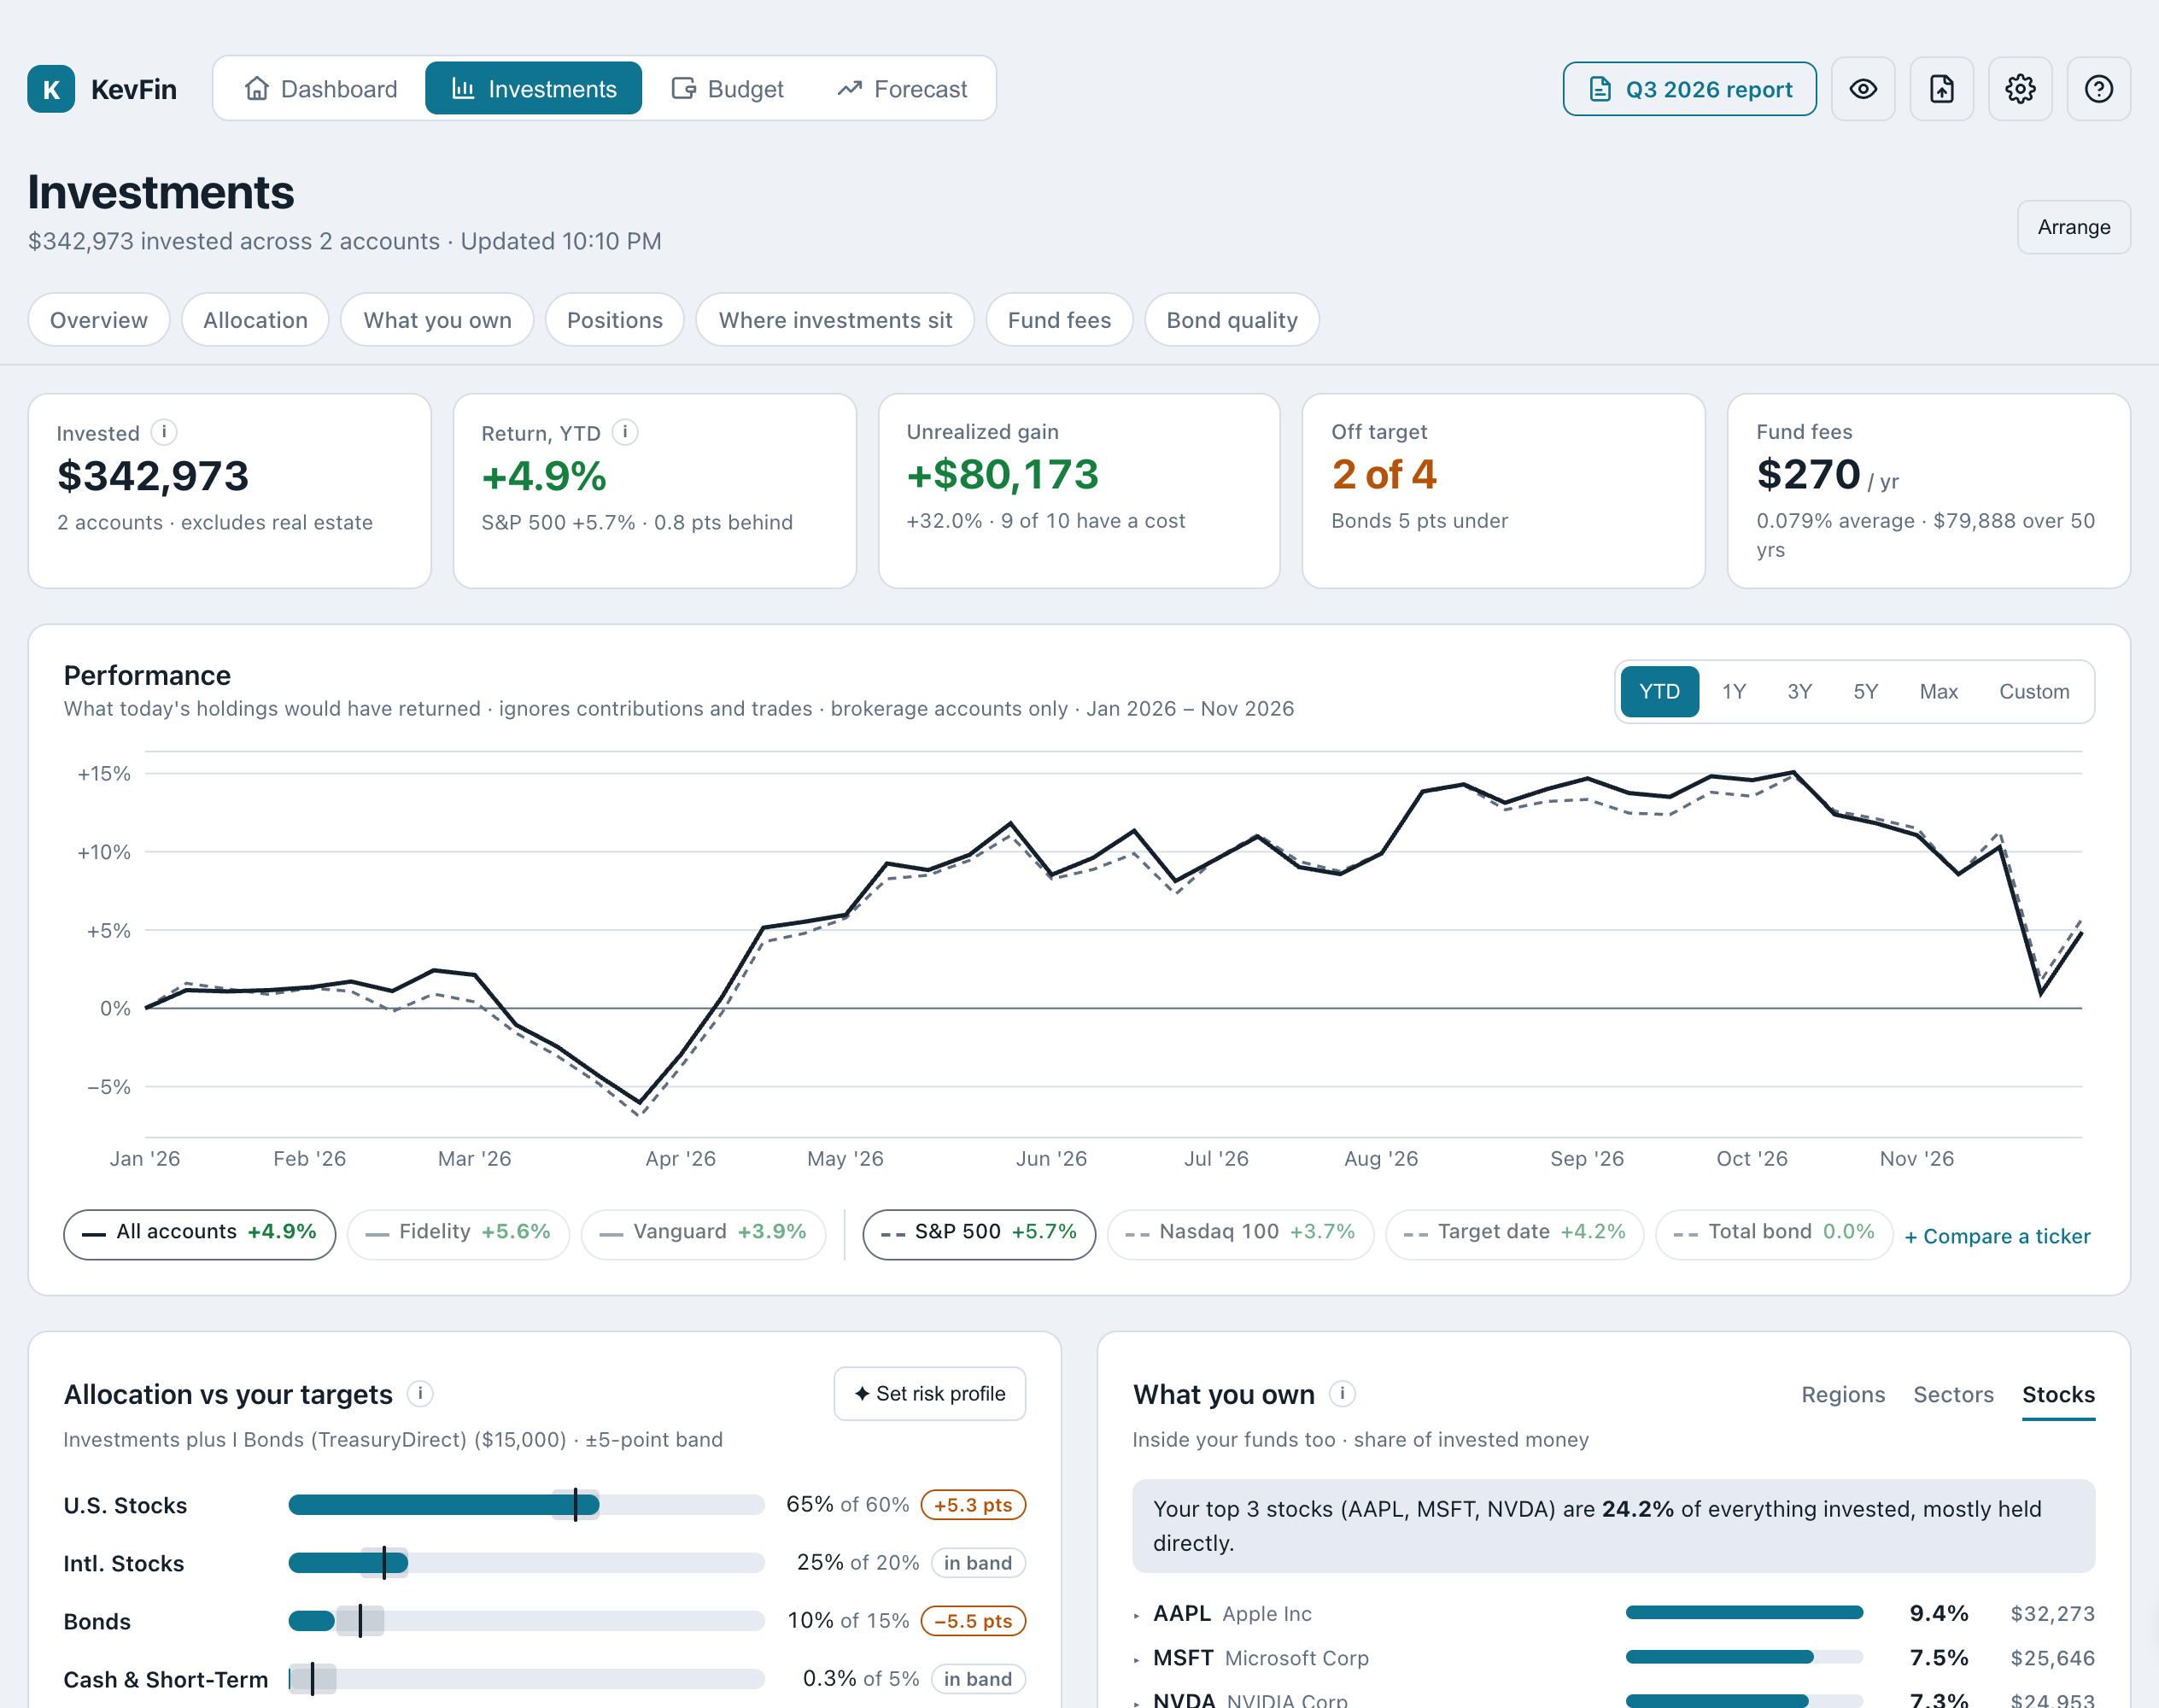 K KevFin Dashboard Investments Budget Forecast Q3 2026 report
Investments
$342,973 invested across 2 accounts · Updated 10:10 PM
Arrange
Overview Allocation What you own Positions Where investments sit Fund fees Bond quality
Invested i
$342,973
2 accounts · excludes real estate
Return, YTD i
+4.9%
S&P 500 +5.7% · 0.8 pts behind
Unrealized gain
+$80,173
+32.0% · 9 of 10 have a cost
Off target
2 of 4
Bonds 5 pts under
Fund fees
$270 / yr
0.079% average · $79,888 over 50
yrs
Performance
What today's holdings would have returned · ignores contributions and trades · brokerage accounts only · Jan 2026 – Nov 2026
YTD 1Y 3Y 5Y Max Custom
+15%
+10%
+5%
0%
−5%
Jan '26 Feb '26 Mar '26 Apr '26 May '26 Jun '26 Jul '26 Aug '26 Sep '26 Oct '26 Nov '26
All accounts +4.9% Fidelity +5.6% Vanguard +3.9% S&P 500 +5.7% Nasdaq 100 +3.7% Target date +4.2% Total bond 0.0% + Compare a ticker
Allocation vs your targets i
✦ Set risk profile
Investments plus I Bonds (TreasuryDirect) ($15,000) · ±5-point band
U.S. Stocks 65% of 60% +5.3 pts
Intl. Stocks 25% of 20% in band
Bonds 10% of 15% −5.5 pts
Cash & Short-Term 0.3% of 5% in band
What you own i
Regions Sectors Stocks
Inside your funds too · share of invested money
Your top 3 stocks (AAPL, MSFT, NVDA) are 24.2% of everything invested, mostly held
directly.
▸ AAPL Apple Inc 9.4% $32,273
▸ MSFT Microsoft Corp 7.5% $25,646
▸ NVDA NVIDIA Corp 7.3% $24,953